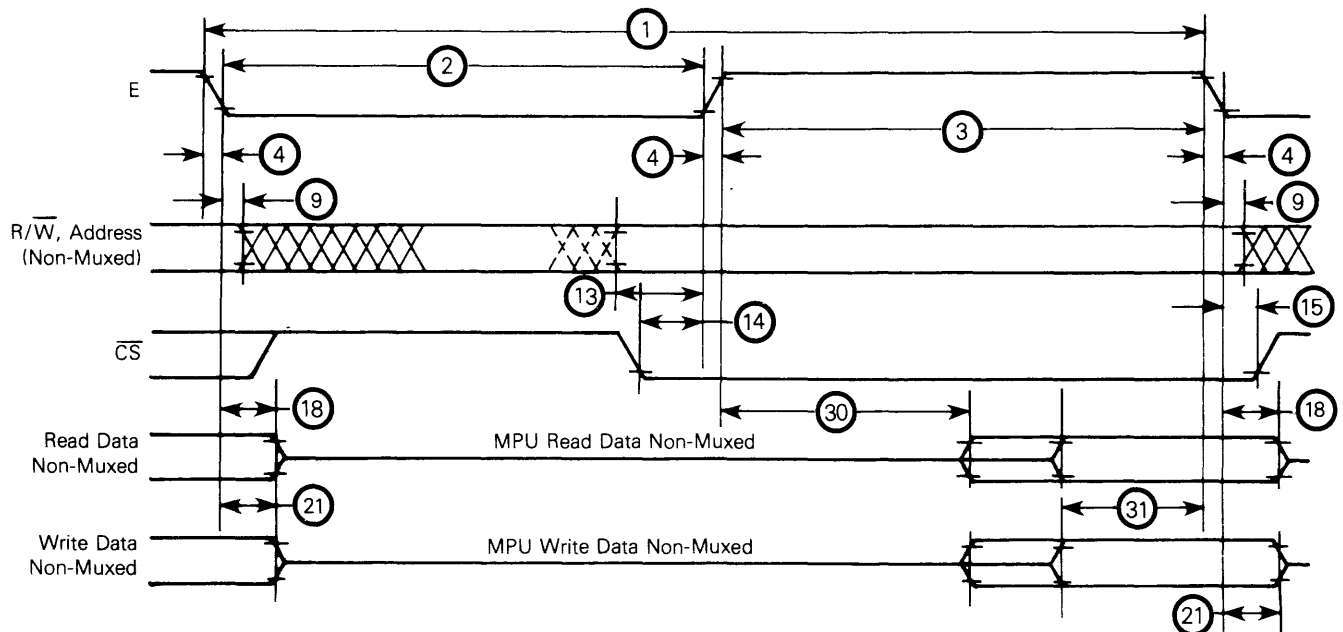 1
2
E
3
4
4
4
9
9
R/W̅, Address
(Non-Muxed)
13
14
15
C̅S̅
18
30
18
Read Data
Non-Muxed
MPU Read Data Non-Muxed
21
31
Write Data
Non-Muxed
MPU Write Data Non-Muxed
21